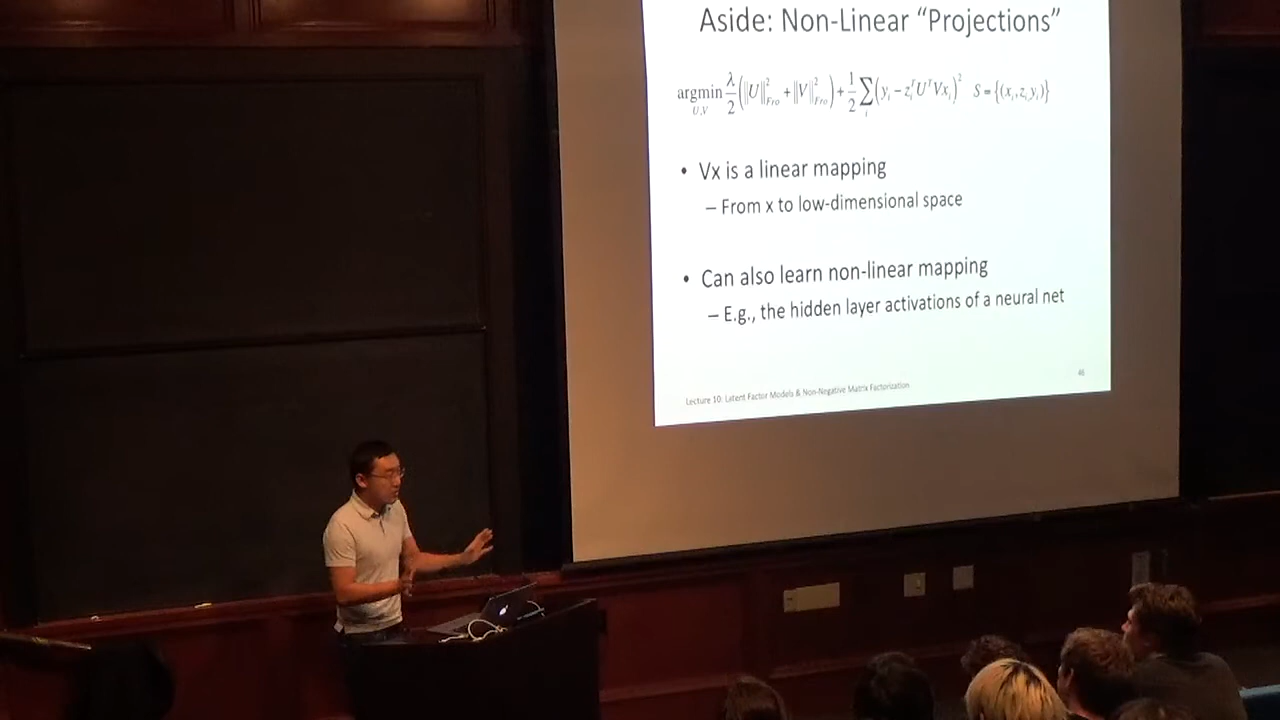 Aside: Non-Linear “Projections”
argmin U,V λ/2 (‖U‖²Fro + ‖V‖²Fro) + 1/2 ∑i (yi − ziᵀUᵀVxi)² S = {(xi, zi, yi)}
• Vx is a linear mapping
– From x to low-dimensional space
• Can also learn non-linear mapping
– E.g., the hidden layer activations of a neural net
Lecture 10: Latent Factor Models & Non-Negative Matrix Factorization
46